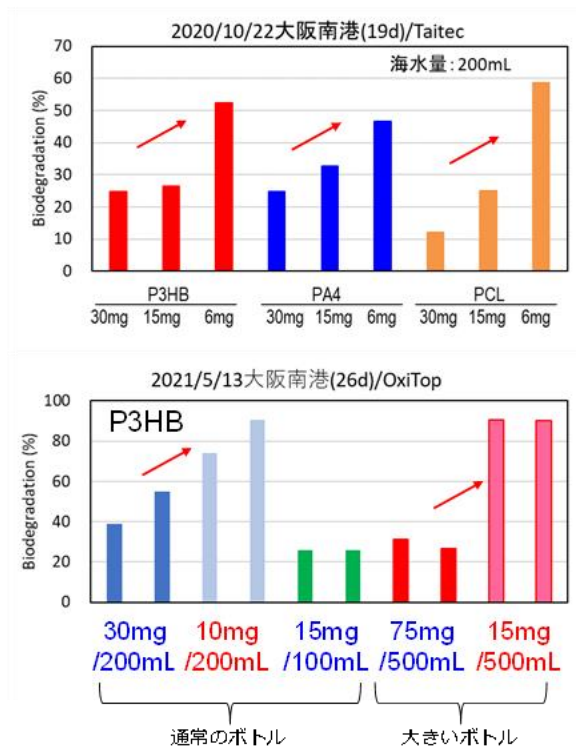 2020/10/22大阪南港(19d)/Taitec
海水量：200mL
Biodegradation (%)
70
60
50
40
30
20
10
0
P3HB PA4 PCL
30mg 15mg 6mg 30mg 15mg 6mg 30mg 15mg 6mg
2021/5/13大阪南港(26d)/OxiTop
P3HB
Biodegradation (%)
100
80
60
40
20
0
30mg 10mg 15mg 75mg 15mg
/200mL /200mL /100mL /500mL /500mL
通常のボトル 大きいボトル